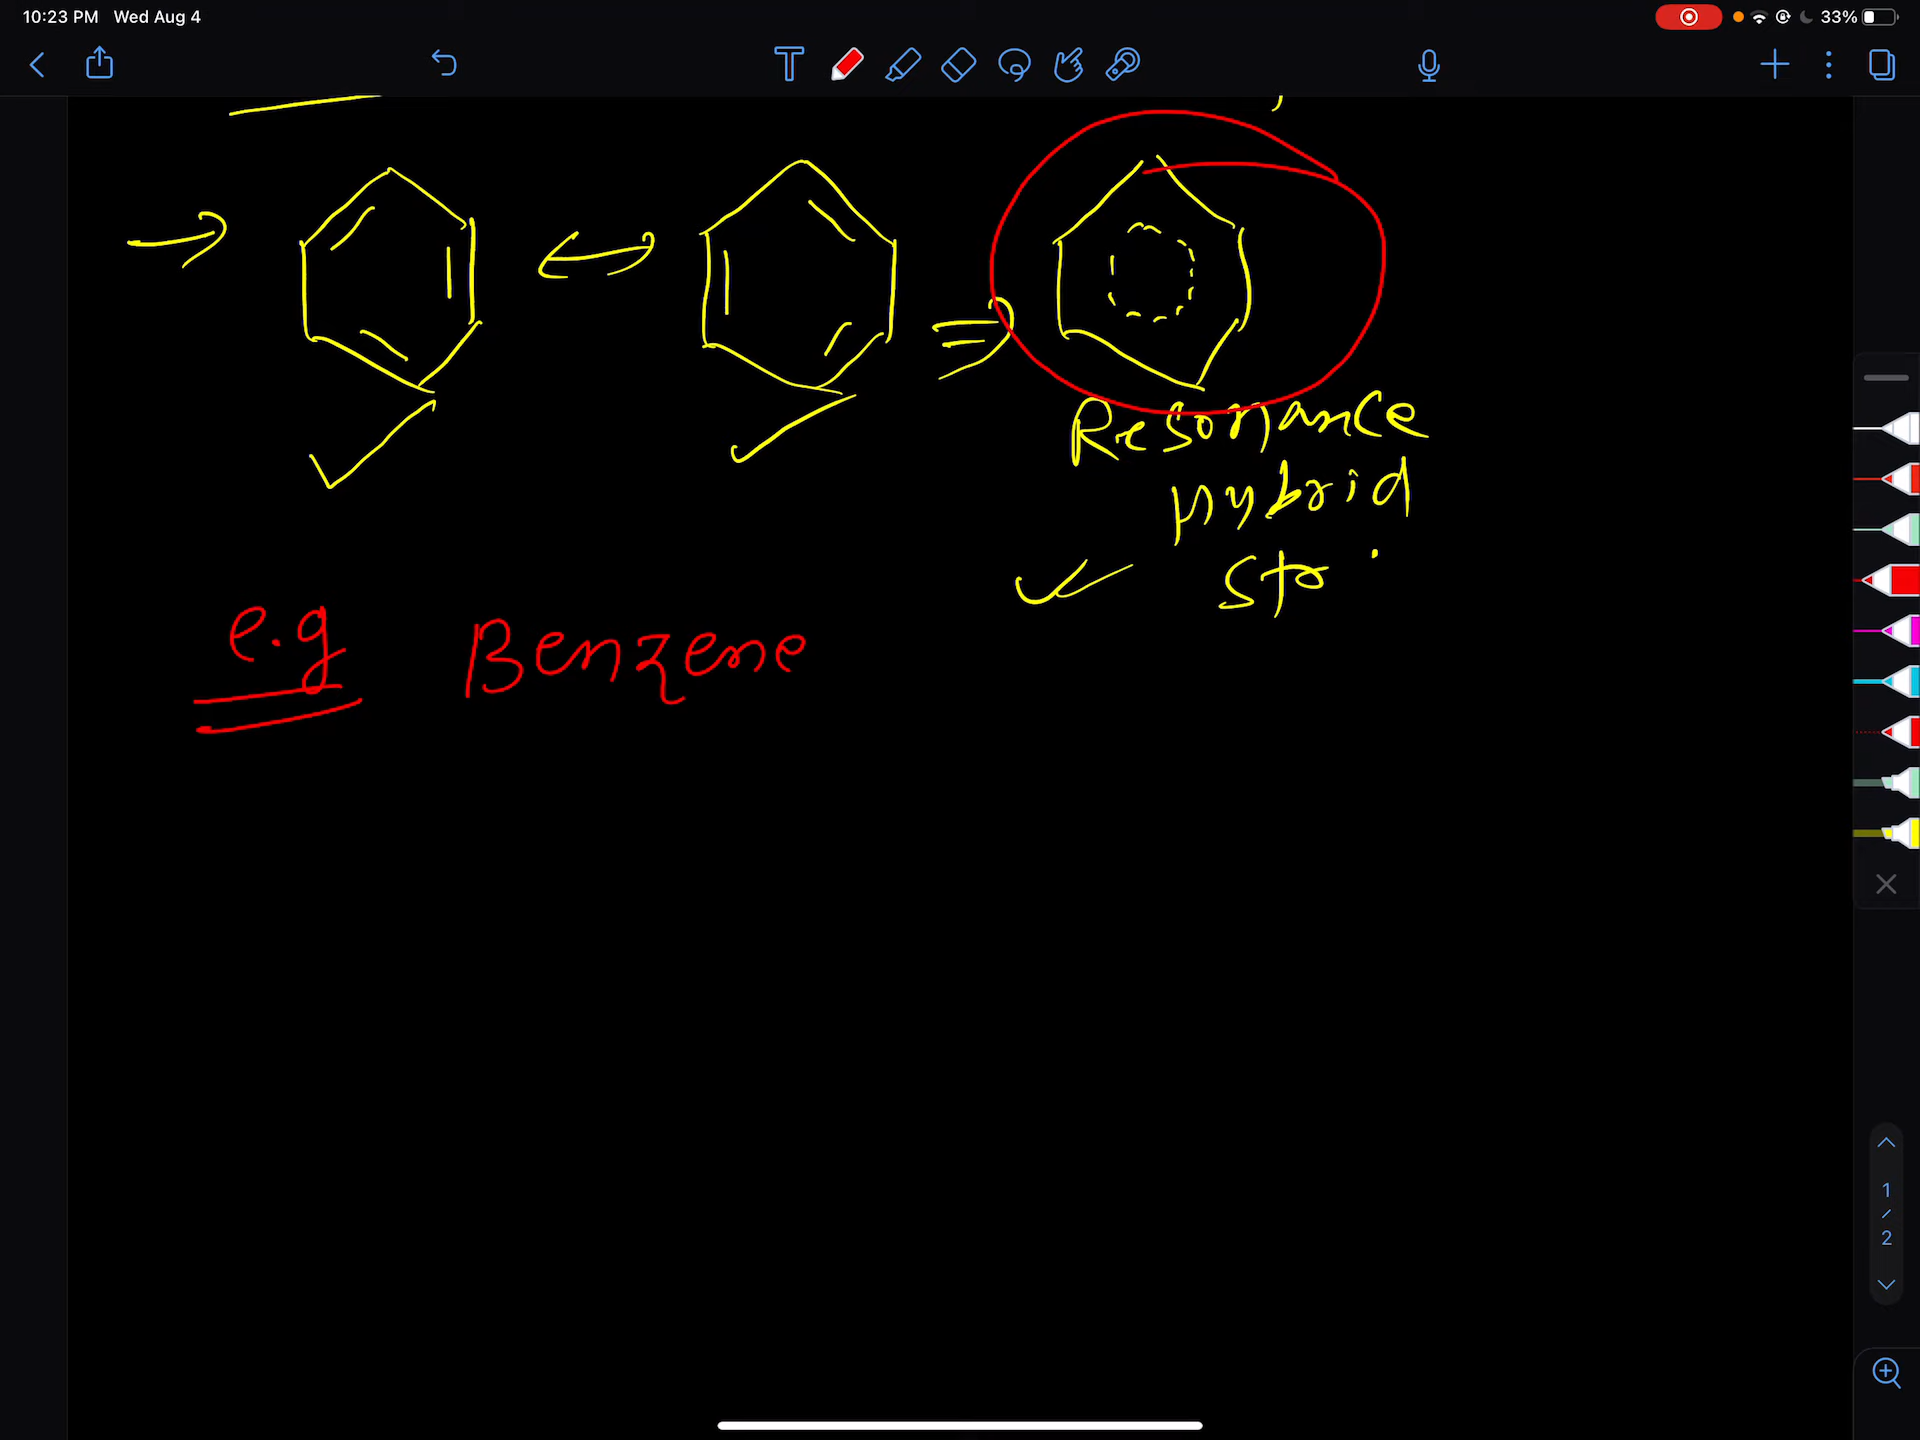 10:23 PM Wed Aug 4
33%
Resonance
Hybrid
Str.
e.g Benzene
1
/
2